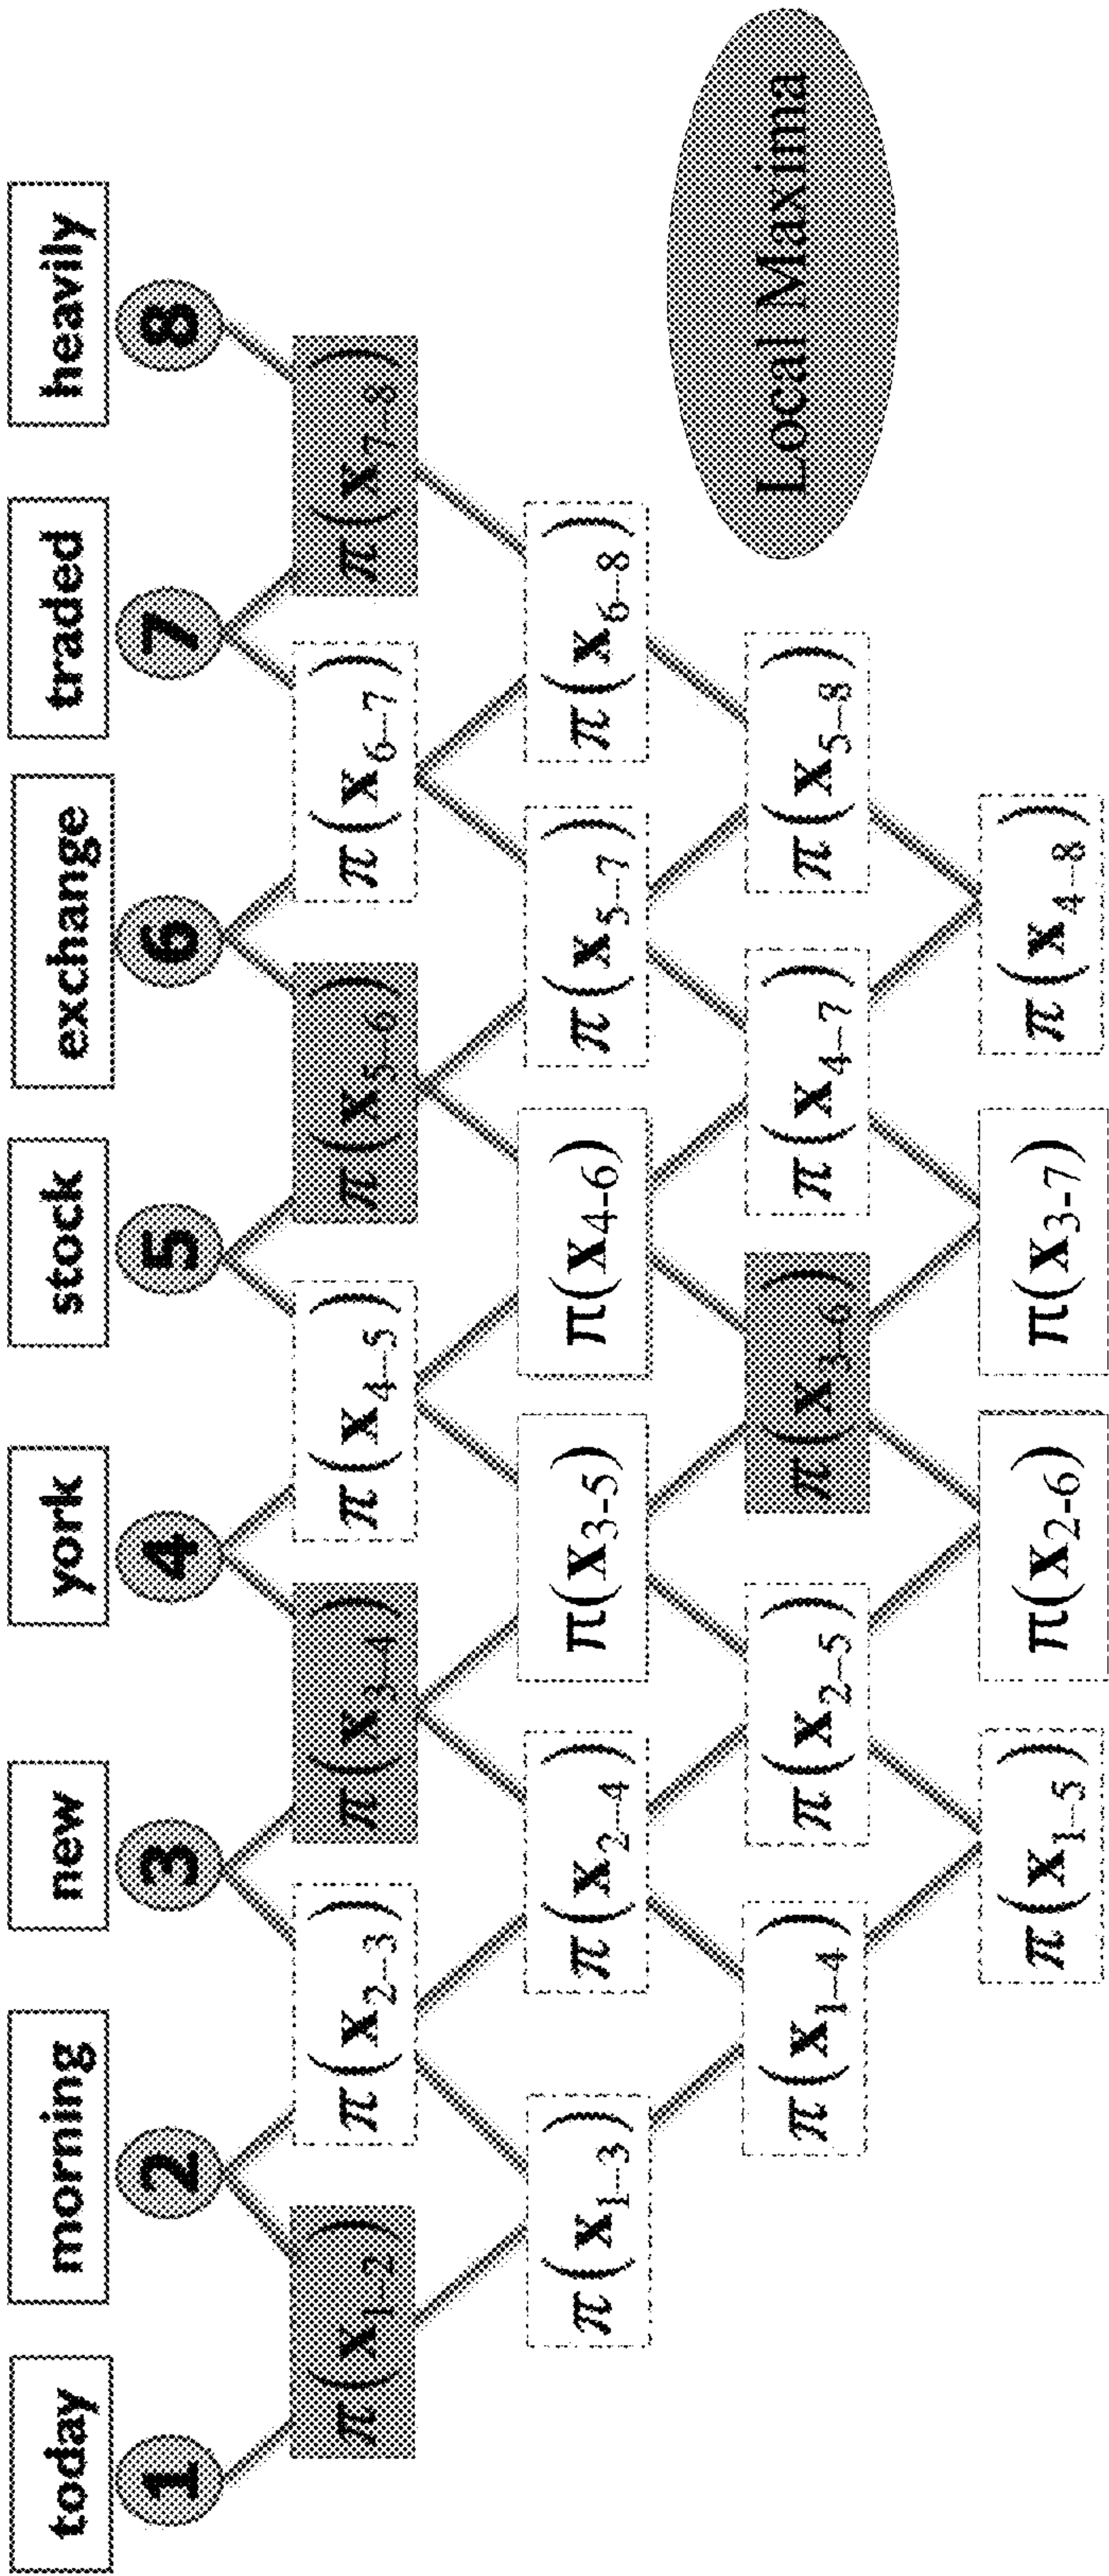 today morning new york stock exchange traded heavily
1 2 3 4 5 6 7 8
π(x1–2) π(x2–3) π(x3–4) π(x4–5) π(x5–6) π(x6–7) π(x7–8)
π(x1–3) π(x2–4) π(x3-5) π(x4-6) π(x5–7) π(x6–8)
π(x1–4) π(x2–5) π(x3–6) π(x4–7) π(x5–8)
π(x1–5) π(x2-6) π(x3-7) π(x4–8)
Local Maxima